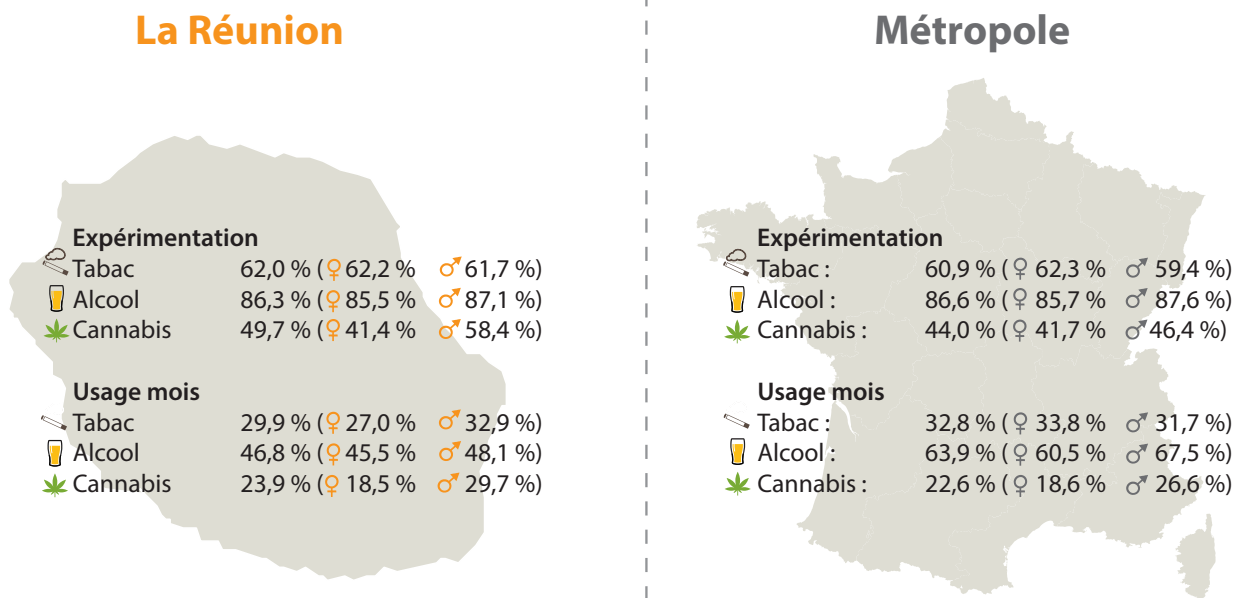 La Réunion
Expérimentation
Tabac 62,0 % (♀ 62,2 % ♂ 61,7 %)
Alcool 86,3 % (♀ 85,5 % ♂ 87,1 %)
Cannabis 49,7 % (♀ 41,4 % ♂ 58,4 %)
Usage mois
Tabac 29,9 % (♀ 27,0 % ♂ 32,9 %)
Alcool 46,8 % (♀ 45,5 % ♂ 48,1 %)
Cannabis 23,9 % (♀ 18,5 % ♂ 29,7 %)
Métropole
Expérimentation
Tabac : 60,9 % (♀ 62,3 % ♂ 59,4 %)
Alcool : 86,6 % (♀ 85,7 % ♂ 87,6 %)
Cannabis : 44,0 % (♀ 41,7 % ♂ 46,4 %)
Usage mois
Tabac : 32,8 % (♀ 33,8 % ♂ 31,7 %)
Alcool : 63,9 % (♀ 60,5 % ♂ 67,5 %)
Cannabis : 22,6 % (♀ 18,6 % ♂ 26,6 %)